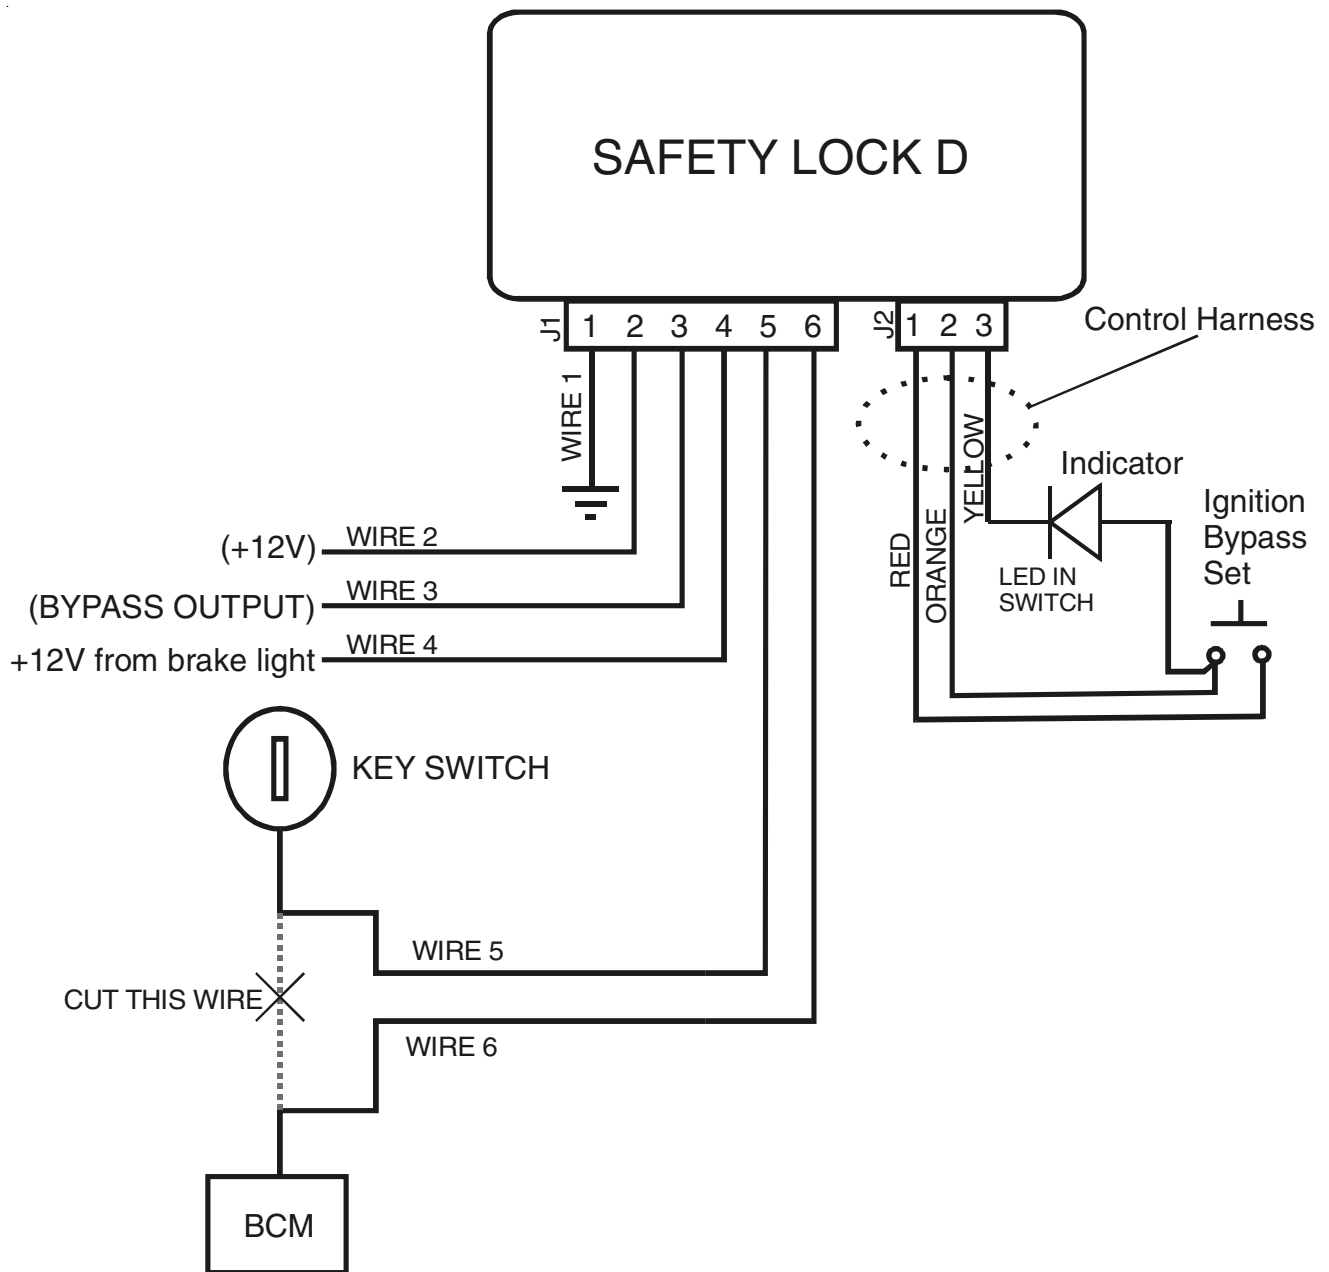 SAFETY LOCK D
J1
1 2 3 4 5 6
J2
1 2 3
Control Harness
WIRE 1
YELLOW
Indicator
Ignition
Bypass
Set
RED
ORANGE
LED IN
SWITCH
(+12V)
WIRE 2
(BYPASS OUTPUT)
WIRE 3
+12V from brake light
WIRE 4
KEY SWITCH
WIRE 5
CUT THIS WIRE
WIRE 6
BCM